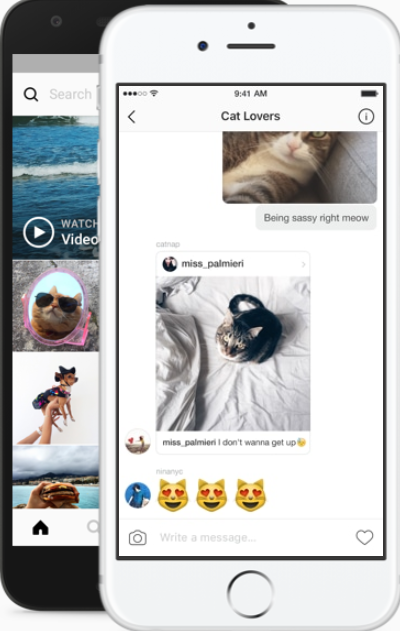 Search
WATCH
Video
9:41 AM
Cat Lovers
Being sassy right meow
catnap
miss_palmieri
miss_palmieri I don't wanna get up😴
ninanyc
😻 😻 😻
Write a message...